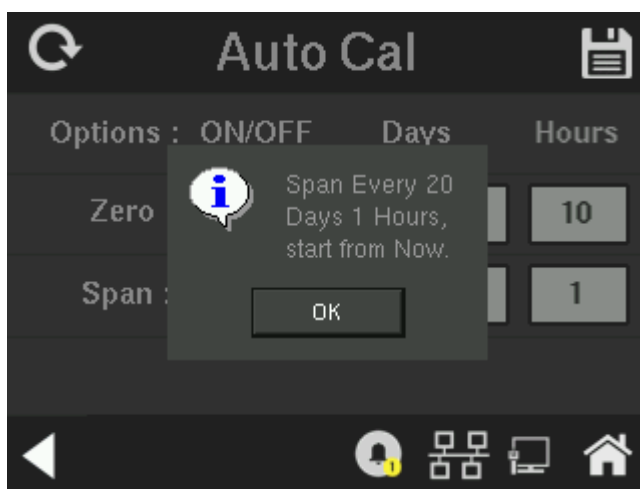 Auto Cal
Options : ON/OFF Days Hours
Zero 10
Span : 1
Span Every 20
Days 1 Hours,
start from Now.
OK
1